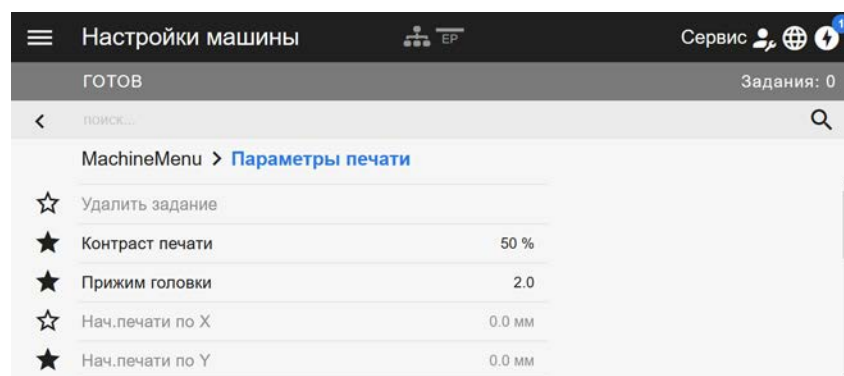 Настройки машины EP Сервис 1
ГОТОВ Задания: 0
поиск...
MachineMenu > Параметры печати
Удалить задание
Контраст печати 50 %
Прижим головки 2.0
Нач.печати по X 0.0 мм
Нач.печати по Y 0.0 мм